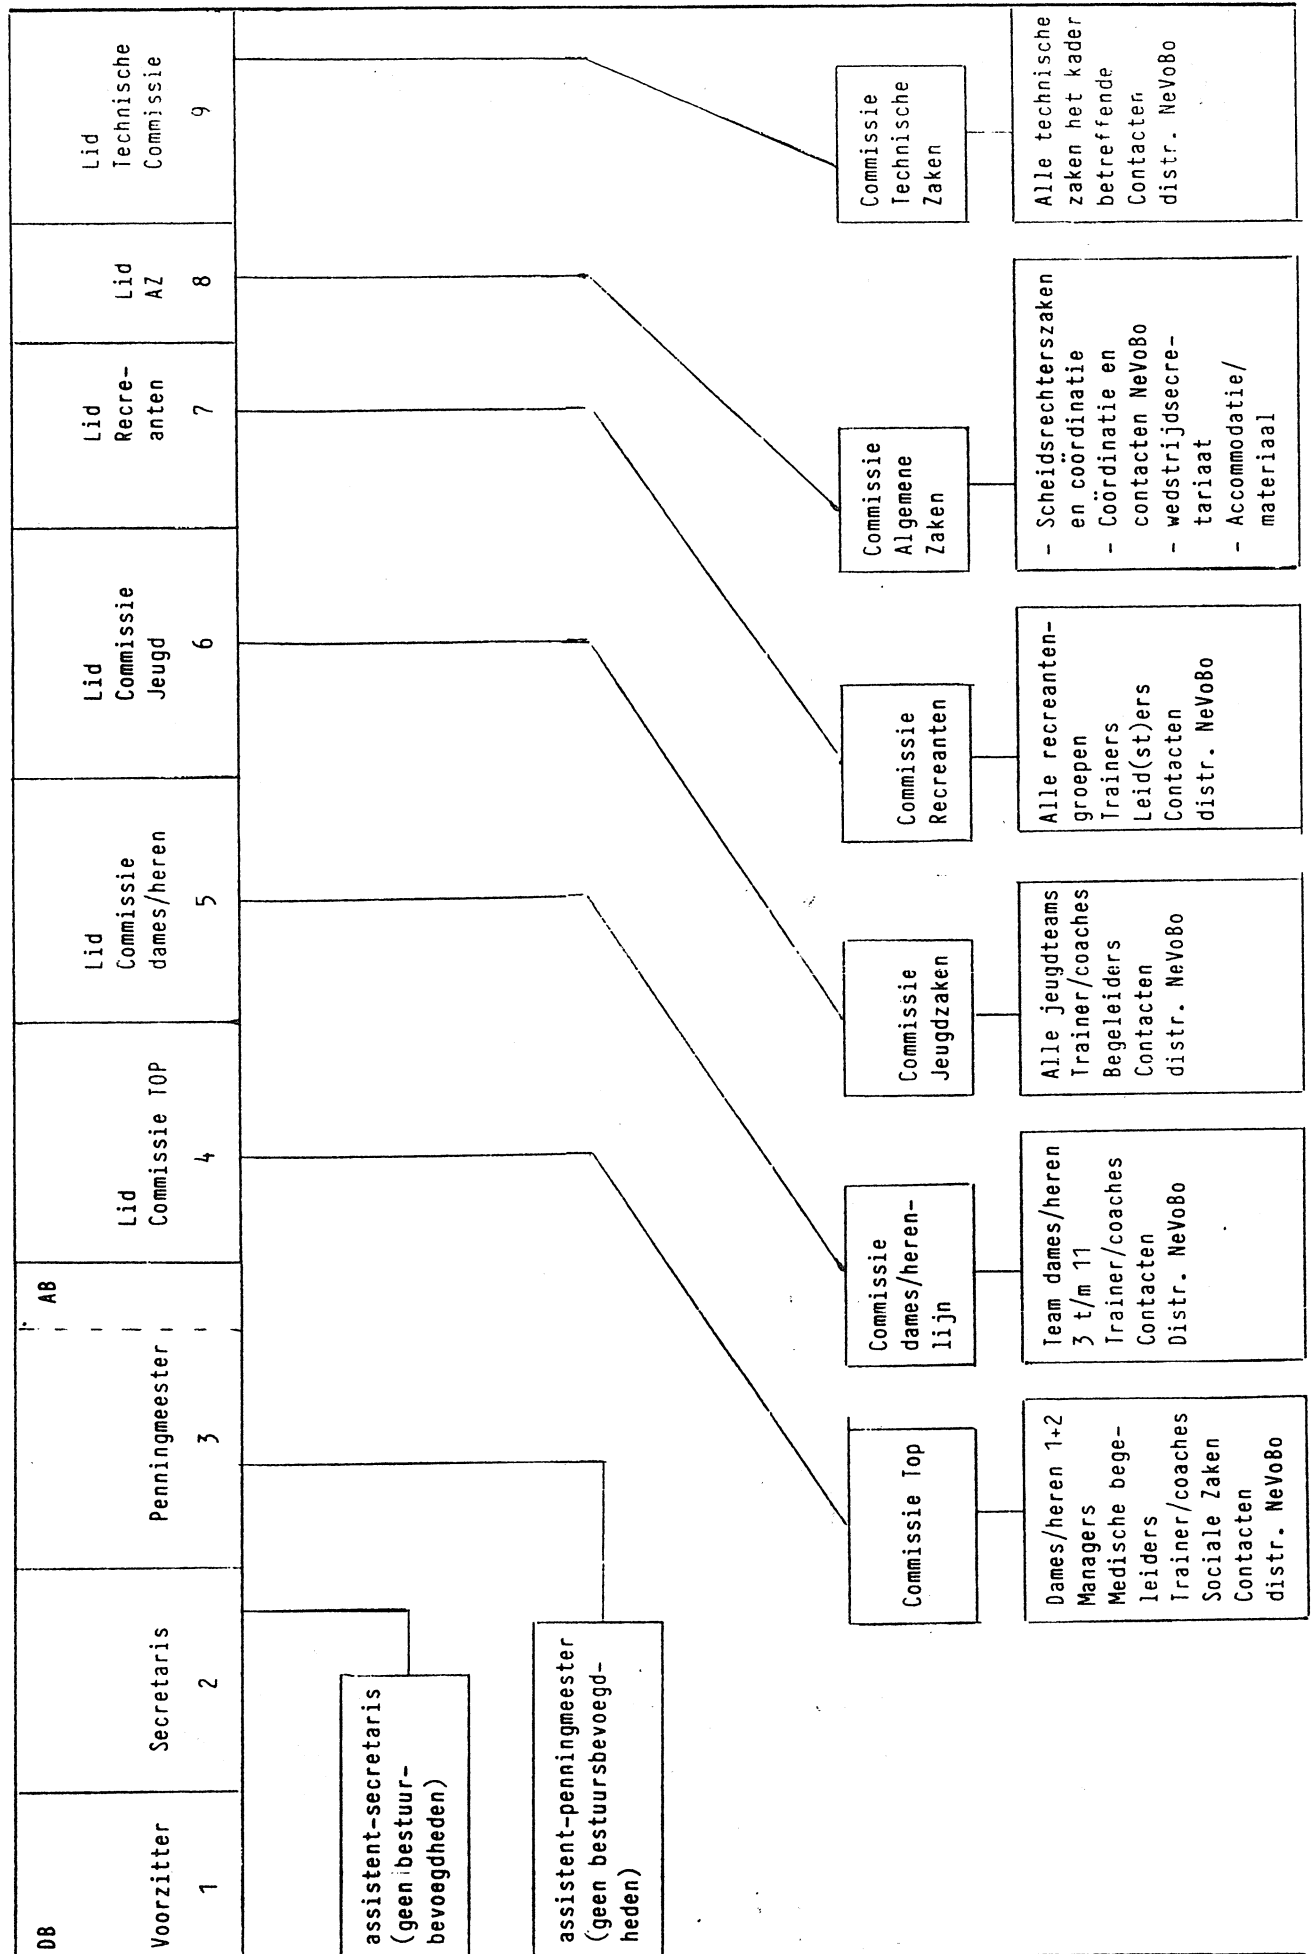 DB
AB
Voorzitter
1
Secretaris
2
Penningmeester
3
Lid
Commissie TOP
4
Lid
Commissie
dames/heren
5
Lid
Commissie
Jeugd
6
Lid
Recre-
anten
7
Lid
AZ
8
Lid
Technische
Commissie
9
assistent-secretaris
(geen bestuur-
bevoegdheden)
assistent-penningmeester
(geen bestuursbevoegd-
heden)
Commissie Top
Commissie
dames/heren-
lijn
Commissie
Jeugdzaken
Commissie
Recreanten
Commissie
Algemene
Zaken
Commissie
Technische
Zaken
Dames/heren 1+2
Managers
Medische bege-
leiders
Trainer/coaches
Sociale Zaken
Contacten
distr. NeVoBo
Team dames/heren
3 t/m 11
Trainer/coaches
Contacten
Distr. NeVoBo
Alle jeugdteams
Trainer/coaches
Begeleiders
Contacten
distr. NeVoBo
Alle recreanten-
groepen
Trainers
Leid(st)ers
Contacten
distr. NeVoBo
- Scheidsrechterszaken
en coördinatie
- Coördinatie en
contacten NeVoBo
- wedstrijdsecre-
tariaat
- Accommodatie/
materiaal
Alle technische
zaken het kader
betreffende
Contacten
distr. NeVoBo